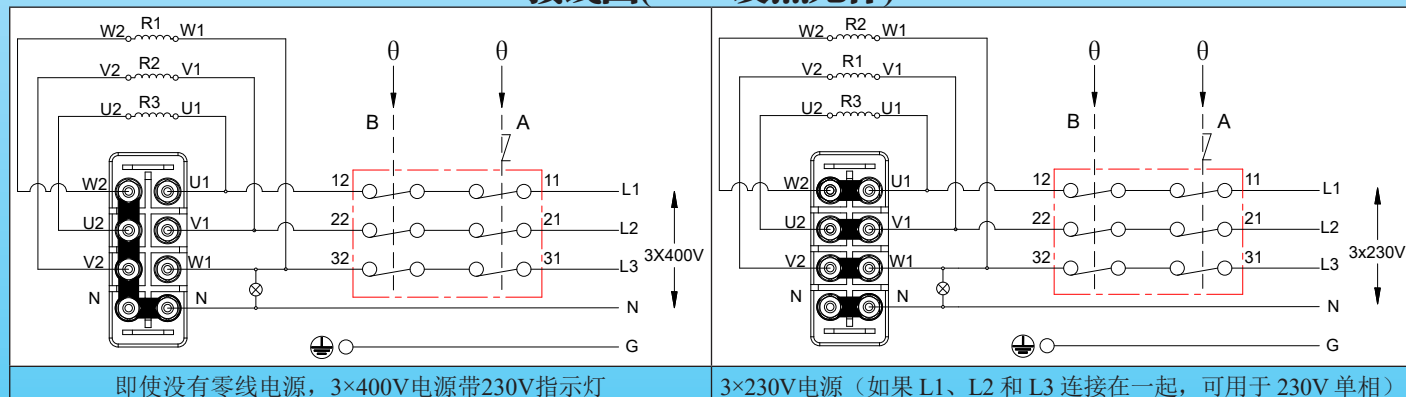 W2 R1 W1
V2 R2 V1
U2 R3 U1
θ θ
B A
W2 U1 12 11 L1
U2 V1 22 21 L2
V2 W1 32 31 L3
3X400V
N N N
G
即使没有零线电源，3×400V电源带230V指示灯
W2 R2 W1
V2 R1 V1
U2 R3 U1
θ θ
B A
W2 U1 12 11 L1
U2 V1 22 21 L2
V2 W1 32 31 L3
3x230V
N N N
G
3×230V电源（如果 L1、L2 和 L3 连接在一起，可用于 230V 单相）